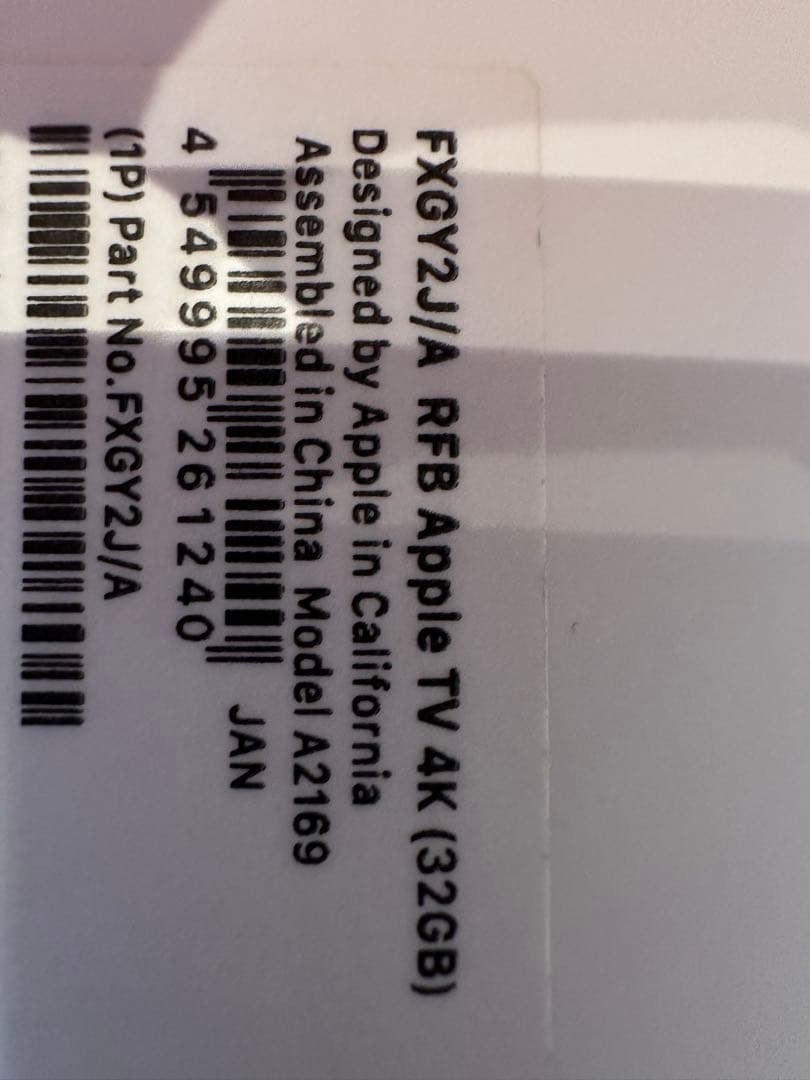 FXGY2J/A RFB Apple TV 4K (32GB)
Designed by Apple in California
Assembled in China Model A2169
JAN
4 549995 261240
(1P) Part No.FXGY2J/A